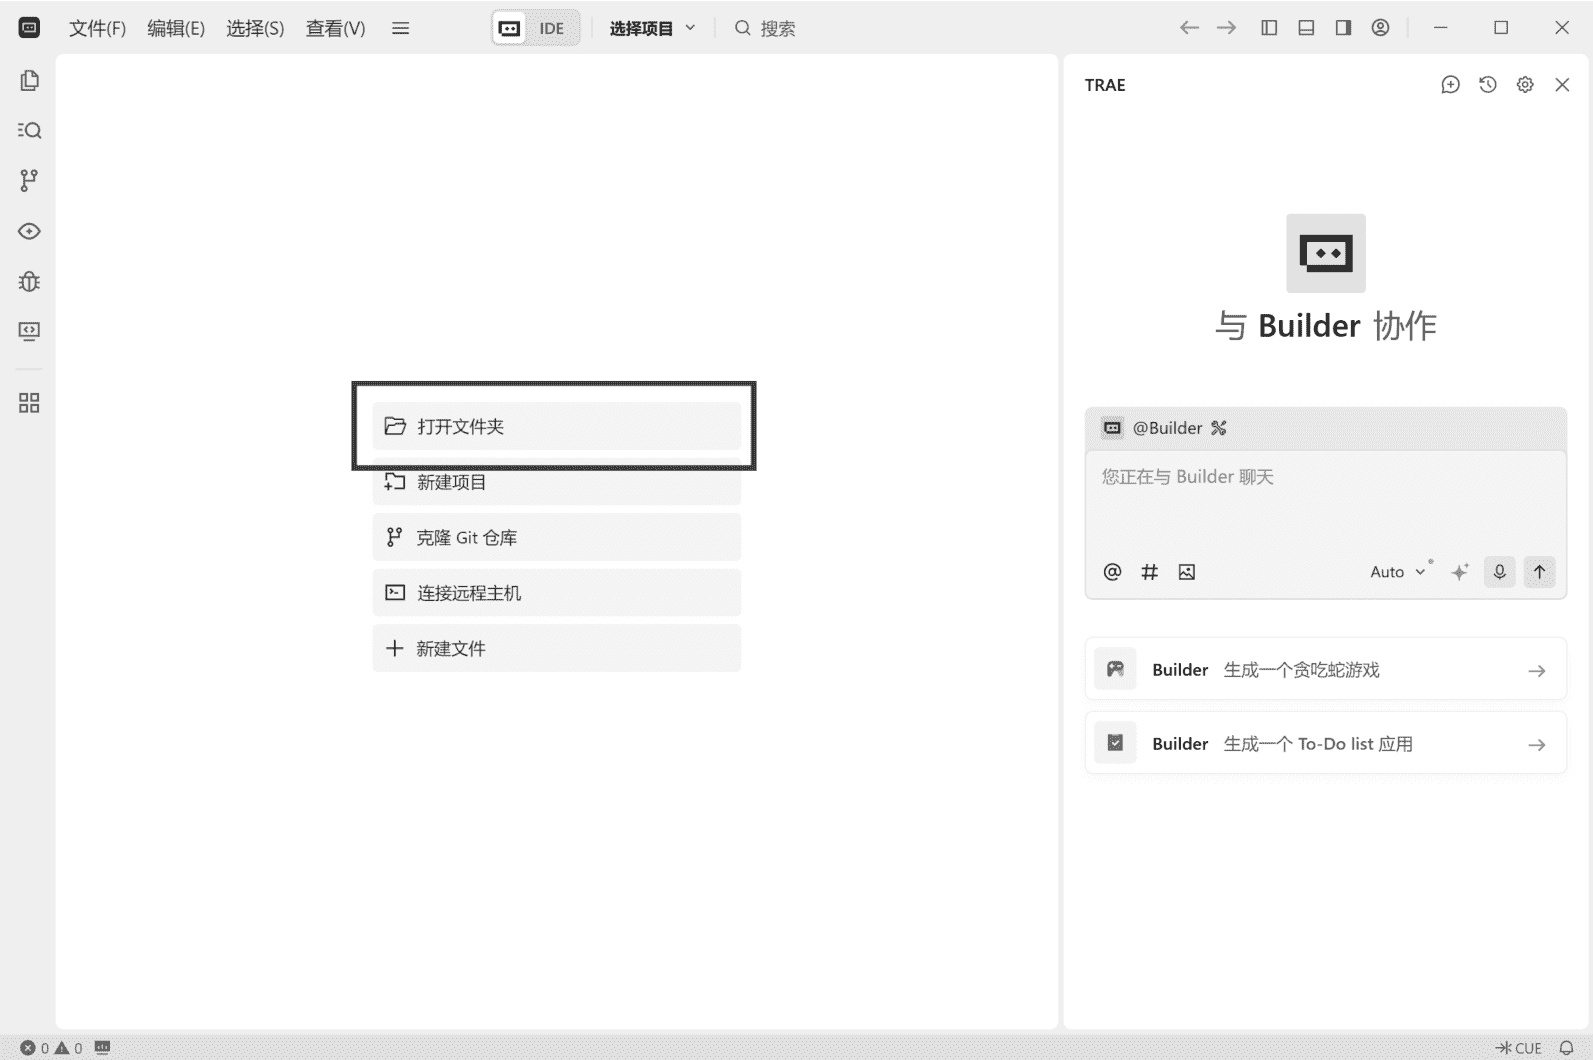 文件(F) 编辑(E) 选择(S) 查看(V) IDE 选择项目 搜索
打开文件夹
新建项目
克隆 Git 仓库
连接远程主机
新建文件
TRAE
与 Builder 协作
@Builder
您正在与 Builder 聊天
Auto
Builder 生成一个贪吃蛇游戏
Builder 生成一个 To-Do list 应用
0 0 CUE